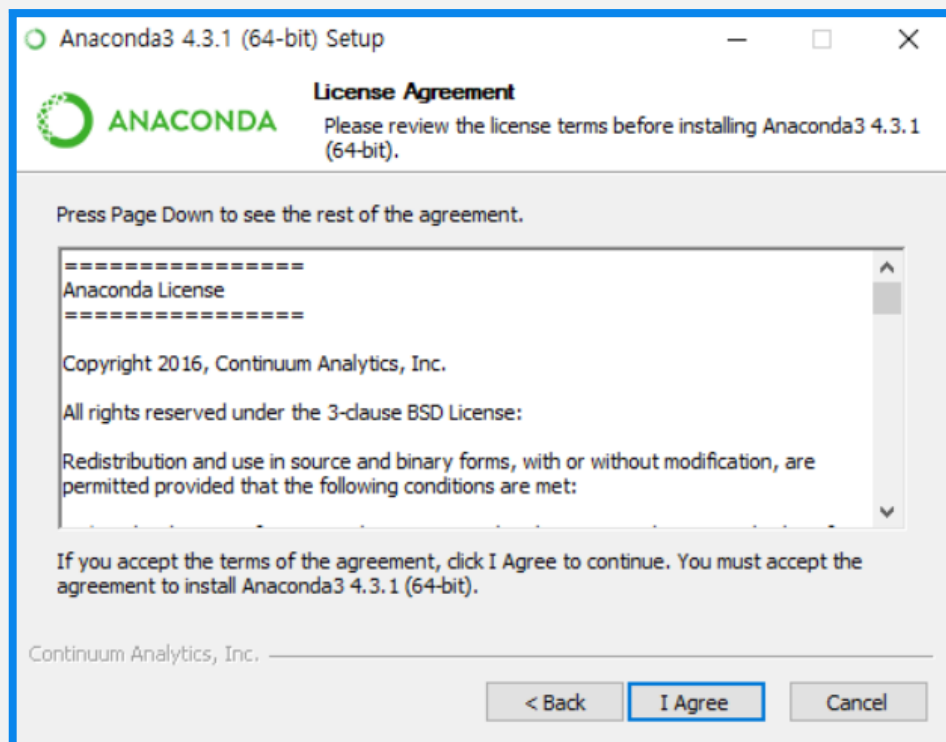 Anaconda3 4.3.1 (64-bit) Setup
ANACONDA
License Agreement
Please review the license terms before installing Anaconda3 4.3.1
(64-bit).
Press Page Down to see the rest of the agreement.
================
Anaconda License
================
Copyright 2016, Continuum Analytics, Inc.
All rights reserved under the 3-clause BSD License:
Redistribution and use in source and binary forms, with or without modification, are
permitted provided that the following conditions are met:
If you accept the terms of the agreement, click I Agree to continue. You must accept the
agreement to install Anaconda3 4.3.1 (64-bit).
Continuum Analytics, Inc.
< Back
I Agree
Cancel